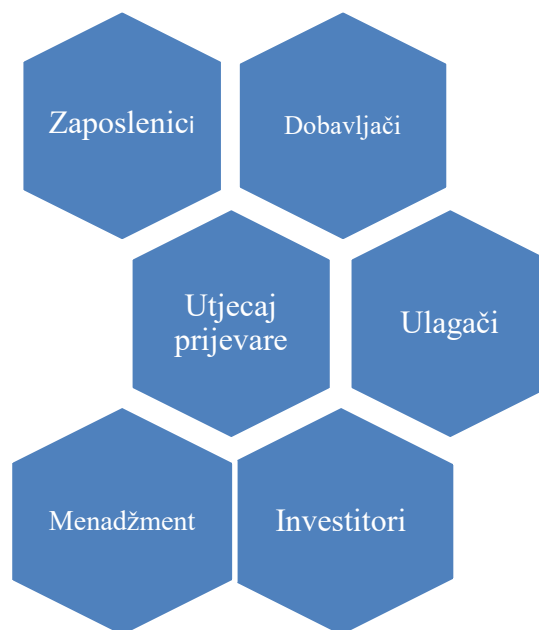 Zaposlenici
Dobavljači
Utjecaj
prijevare
Ulagači
Menadžment
Investitori